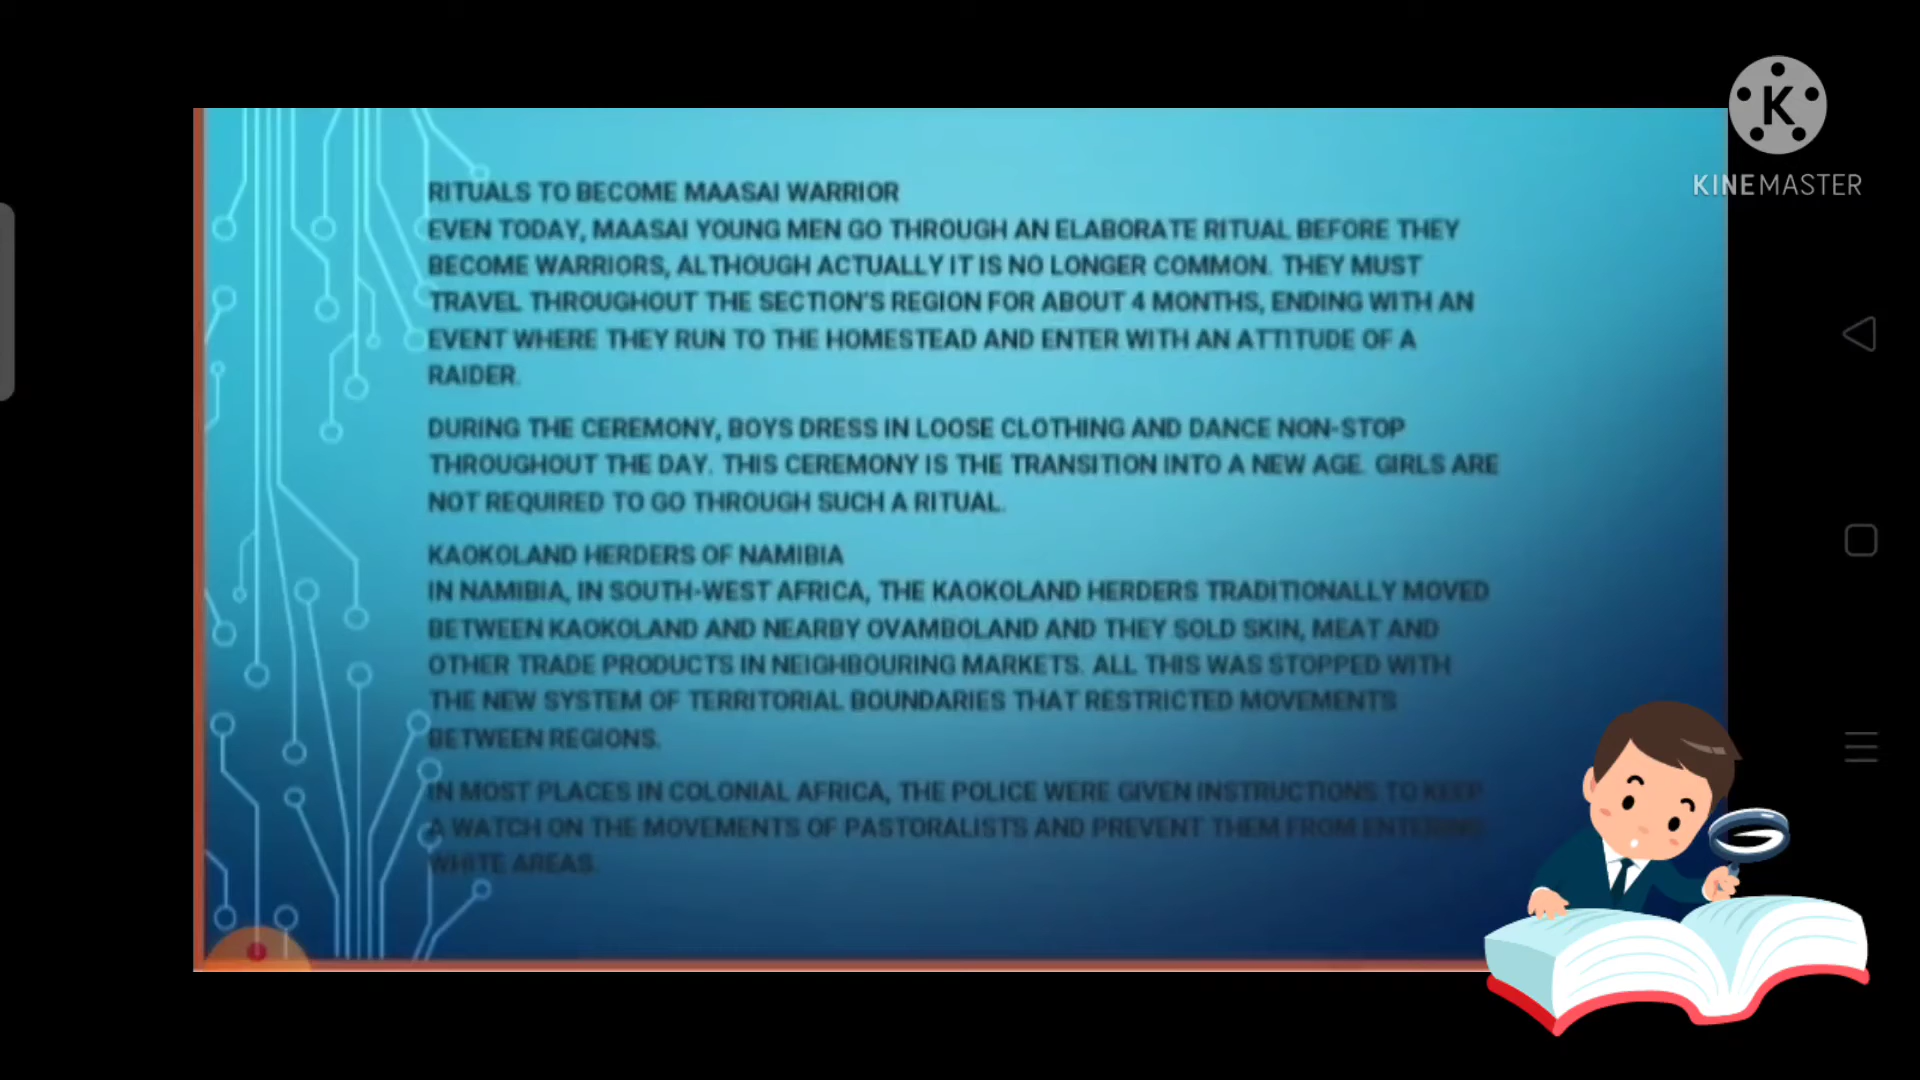 RITUALS TO BECOME MAASAI WARRIOR
EVEN TODAY, MAASAI YOUNG MEN GO THROUGH AN ELABORATE RITUAL BEFORE THEY
BECOME WARRIORS, ALTHOUGH ACTUALLY IT IS NO LONGER COMMON. THEY MUST
TRAVEL THROUGHOUT THE SECTION'S REGION FOR ABOUT 4 MONTHS, ENDING WITH AN
EVENT WHERE THEY RUN TO THE HOMESTEAD AND ENTER WITH AN ATTITUDE OF A
RAIDER.
DURING THE CEREMONY, BOYS DRESS IN LOOSE CLOTHING AND DANCE NON-STOP
THROUGHOUT THE DAY. THIS CEREMONY IS THE TRANSITION INTO A NEW AGE. GIRLS ARE
NOT REQUIRED TO GO THROUGH SUCH A RITUAL.
KAOKOLAND HERDERS OF NAMIBIA
IN NAMIBIA, IN SOUTH-WEST AFRICA, THE KAOKOLAND HERDERS TRADITIONALLY MOVED
BETWEEN KAOKOLAND AND NEARBY OVAMBOLAND AND THEY SOLD SKIN, MEAT AND
OTHER TRADE PRODUCTS IN NEIGHBOURING MARKETS. ALL THIS WAS STOPPED WITH
THE NEW SYSTEM OF TERRITORIAL BOUNDARIES THAT RESTRICTED MOVEMENTS
BETWEEN REGIONS.
IN MOST PLACES IN COLONIAL AFRICA, THE POLICE WERE GIVEN INSTRUCTIONS TO KEEP
A WATCH ON THE MOVEMENTS OF PASTORALISTS AND PREVENT THEM FROM ENTERING
WHITE AREAS.
K
KINEMASTER